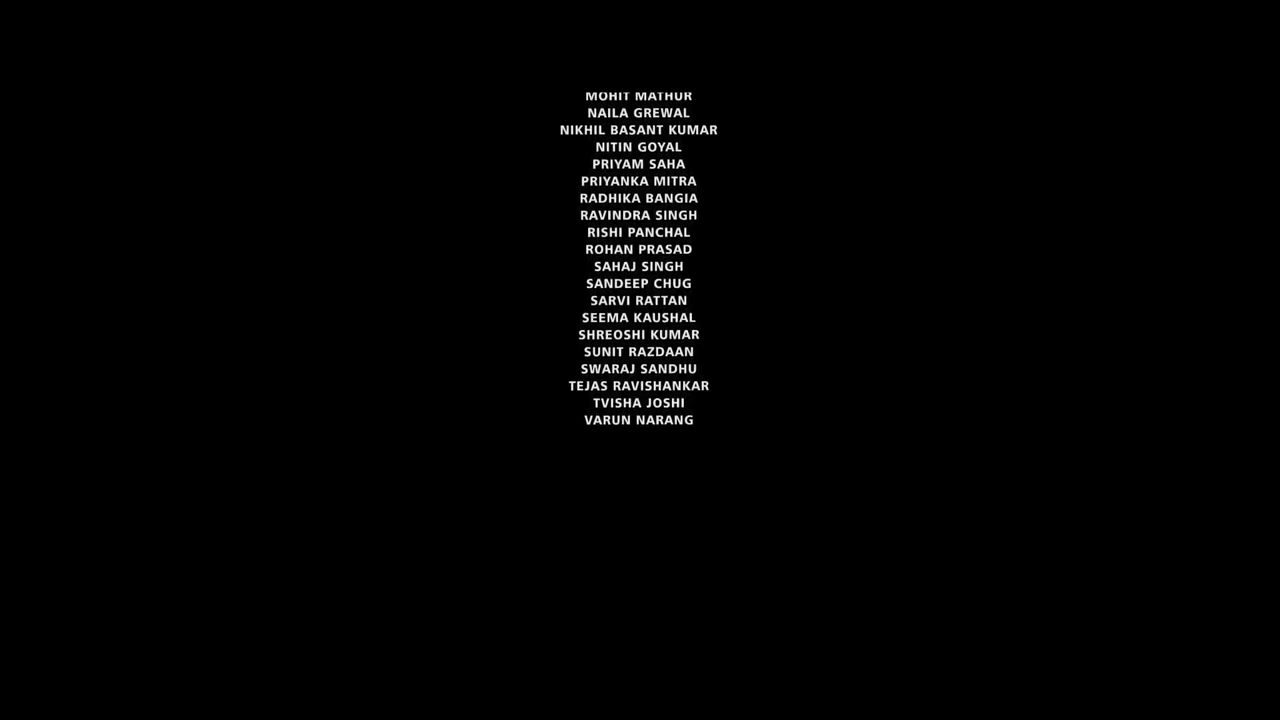 MOHIT MATHUR
NAILA GREWAL
NIKHIL BASANT KUMAR
NITIN GOYAL
PRIYAM SAHA
PRIYANKA MITRA
RADHIKA BANGIA
RAVINDRA SINGH
RISHI PANCHAL
ROHAN PRASAD
SAHAJ SINGH
SANDEEP CHUG
SARVI RATTAN
SEEMA KAUSHAL
SHREOSHI KUMAR
SUNIT RAZDAAN
SWARAJ SANDHU
TEJAS RAVISHANKAR
TVISHA JOSHI
VARUN NARANG